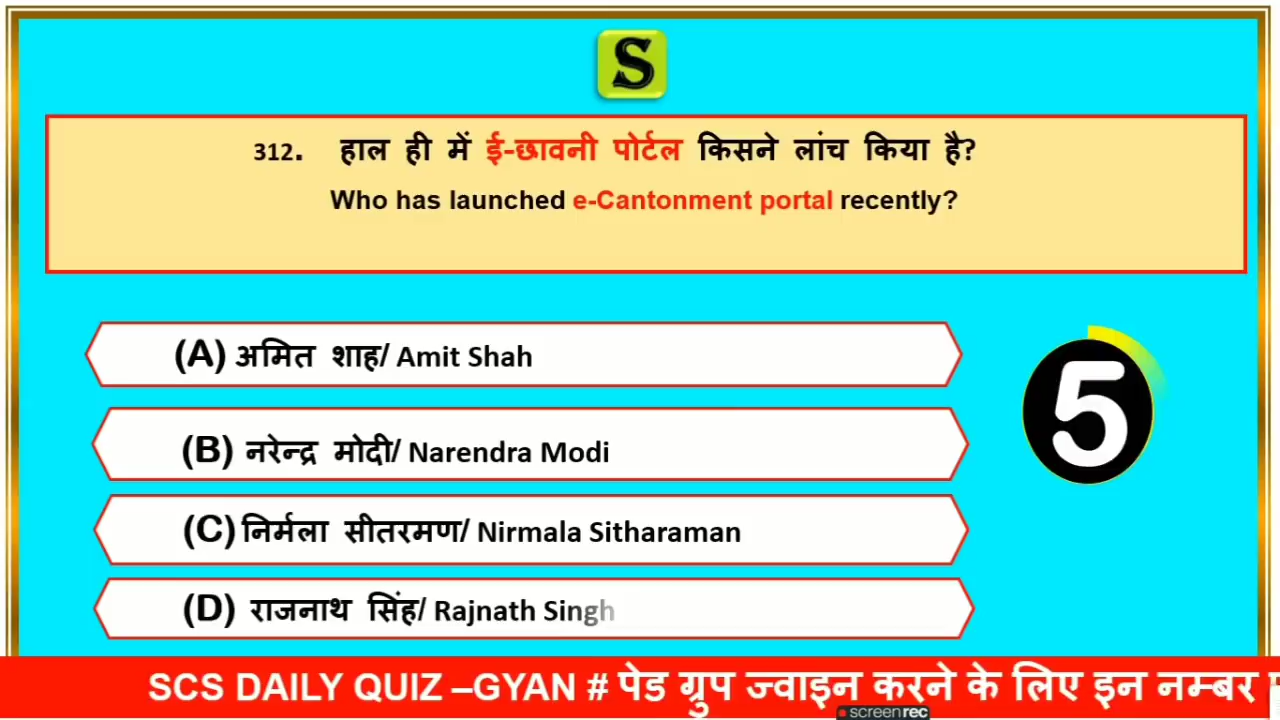 S
312. हाल ही में ई-छावनी पोर्टल किसने लांच किया है?
Who has launched e-Cantonment portal recently?
(A) अमित शाह/ Amit Shah
(B) नरेन्द्र मोदी/ Narendra Modi
5
(C) निर्मला सीतरमण/ Nirmala Sitharaman
(D) राजनाथ सिंह/ Rajnath Singh
SCS DAILY QUIZ –GYAN # पेड ग्रुप ज्वाइन करने के लिए इन नम्बर
screenrec